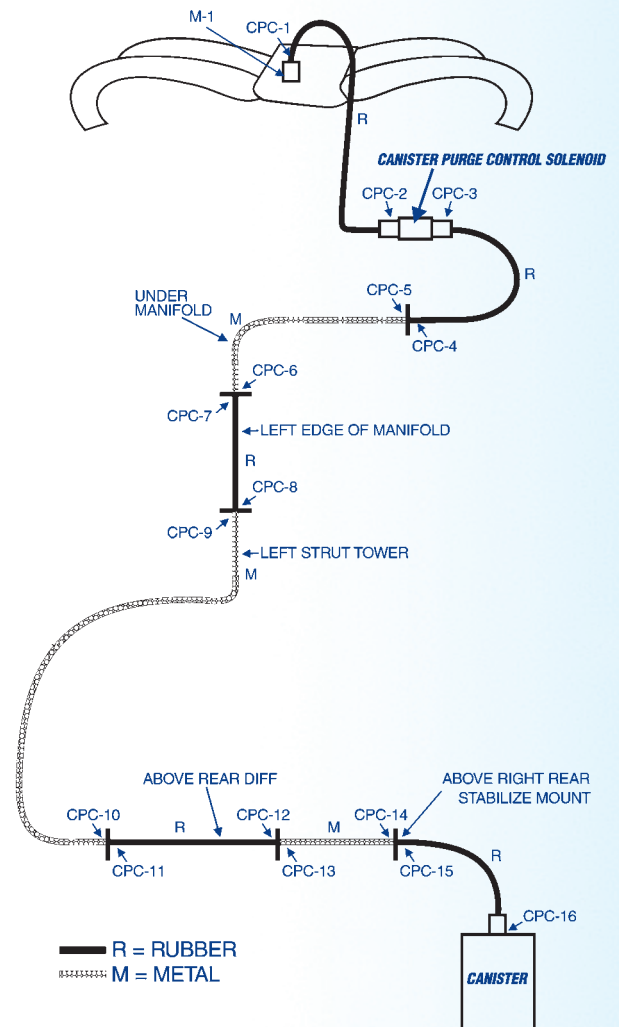 M-1
CPC-1
R
CANISTER PURGE CONTROL SOLENOID
CPC-2
CPC-3
R
CPC-5
CPC-4
UNDER
MANIFOLD
M
CPC-6
CPC-7
LEFT EDGE OF MANIFOLD
R
CPC-8
CPC-9
LEFT STRUT TOWER
M
ABOVE REAR DIFF
ABOVE RIGHT REAR
STABILIZE MOUNT
CPC-10
R
CPC-12
M
CPC-14
CPC-11
CPC-13
CPC-15
R
CPC-16
R = RUBBER
M = METAL
CANISTER